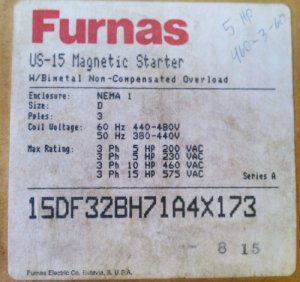 Furnas
5 HP
460-3-60
US-15 Magnetic Starter
W/Bimetal Non-Compensated Overload
Enclosure: NEMA 1
Size: D
Poles: 3
Coil Voltage: 60 Hz 440-480V
50 Hz 380-440V
Max Rating: 3 Ph 5 HP 200 VAC
3 Ph 5 HP 230 VAC
3 Ph 10 HP 460 VAC
3 Ph 15 HP 575 VAC Series A
15DF32BH71A4X173
- 8 15
Furnas Electric Co. Batavia, IL U.S.A.